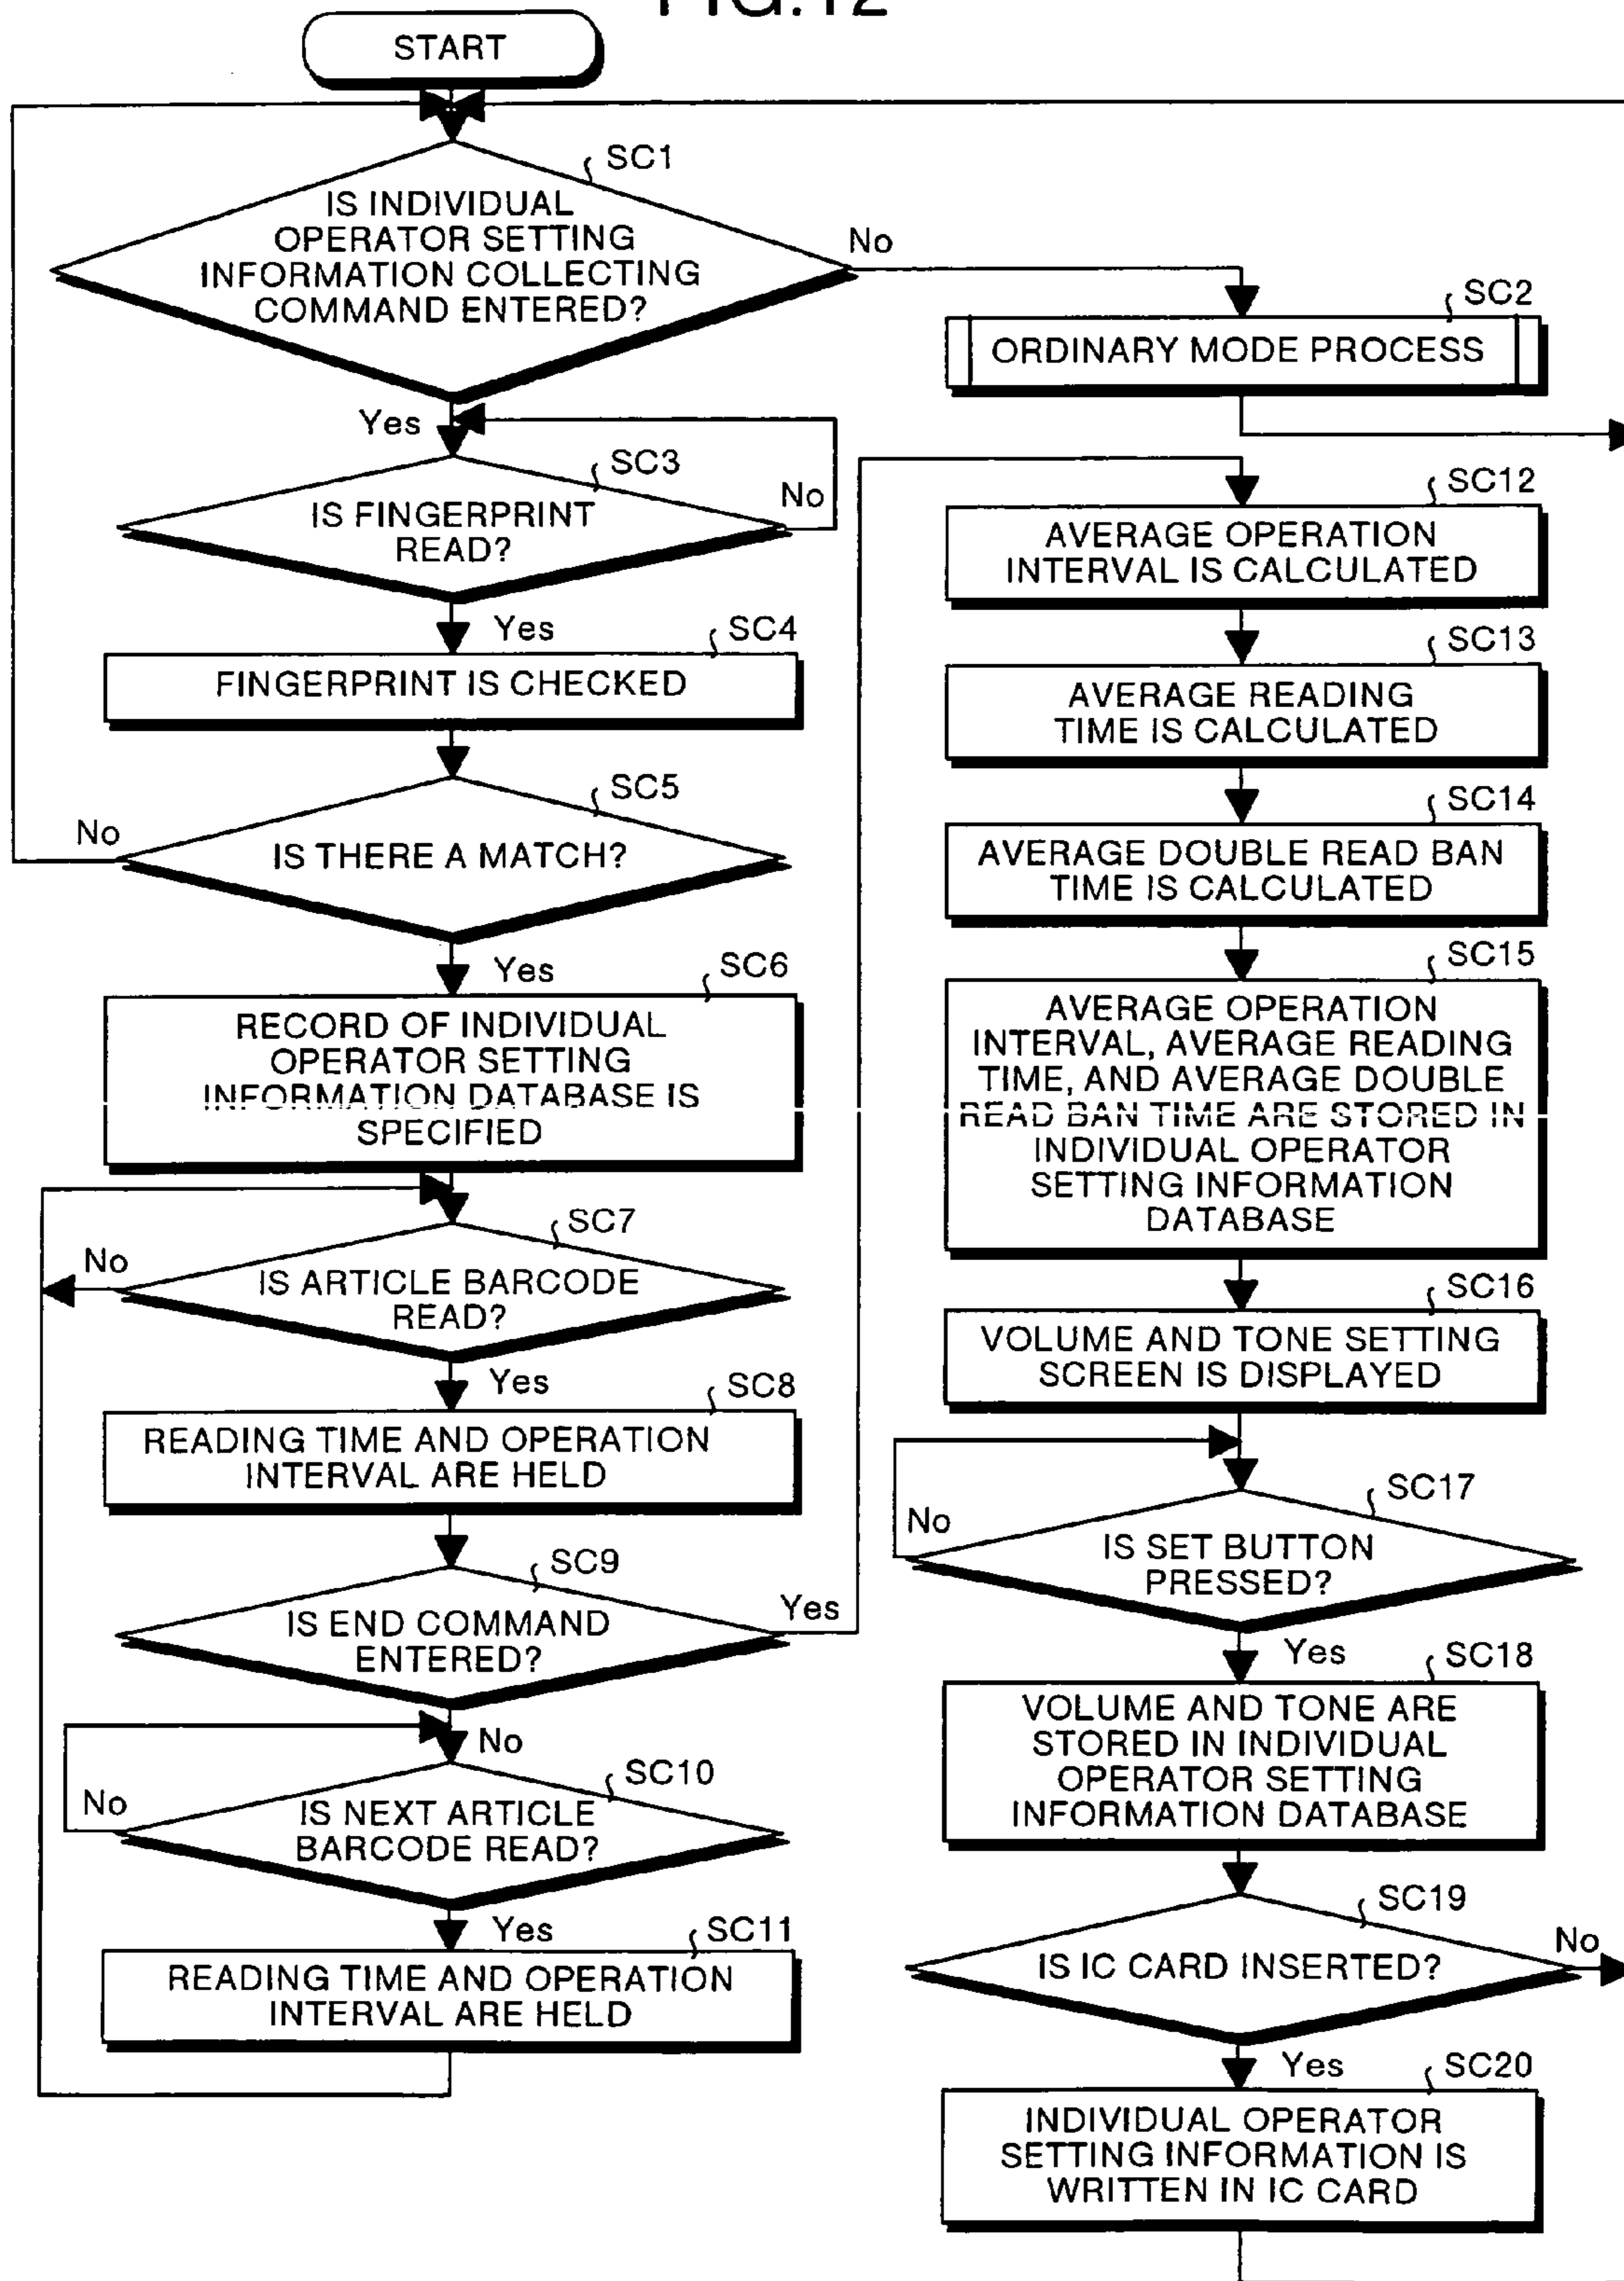 FIG.12
START
SC1
IS INDIVIDUAL
OPERATOR SETTING
INFORMATION COLLECTING
COMMAND ENTERED?
No
SC2
ORDINARY MODE PROCESS
Yes
SC3
IS FINGERPRINT
READ?
No
Yes
SC4
FINGERPRINT IS CHECKED
SC5
No
IS THERE A MATCH?
Yes
SC6
RECORD OF INDIVIDUAL
OPERATOR SETTING
INFORMATION DATABASE IS
SPECIFIED
SC7
No
IS ARTICLE BARCODE
READ?
Yes
SC8
READING TIME AND OPERATION
INTERVAL ARE HELD
SC9
IS END COMMAND
ENTERED?
Yes
No
SC10
No
IS NEXT ARTICLE
BARCODE READ?
Yes
SC11
READING TIME AND OPERATION
INTERVAL ARE HELD
SC12
AVERAGE OPERATION
INTERVAL IS CALCULATED
SC13
AVERAGE READING
TIME IS CALCULATED
SC14
AVERAGE DOUBLE READ BAN
TIME IS CALCULATED
SC15
AVERAGE OPERATION
INTERVAL, AVERAGE READING
TIME, AND AVERAGE DOUBLE
READ BAN TIME ARE STORED IN
INDIVIDUAL OPERATOR
SETTING INFORMATION
DATABASE
SC16
VOLUME AND TONE SETTING
SCREEN IS DISPLAYED
SC17
No
IS SET BUTTON
PRESSED?
Yes
SC18
VOLUME AND TONE ARE
STORED IN INDIVIDUAL
OPERATOR SETTING
INFORMATION DATABASE
SC19
IS IC CARD INSERTED?
No
Yes
SC20
INDIVIDUAL OPERATOR
SETTING INFORMATION IS
WRITTEN IN IC CARD